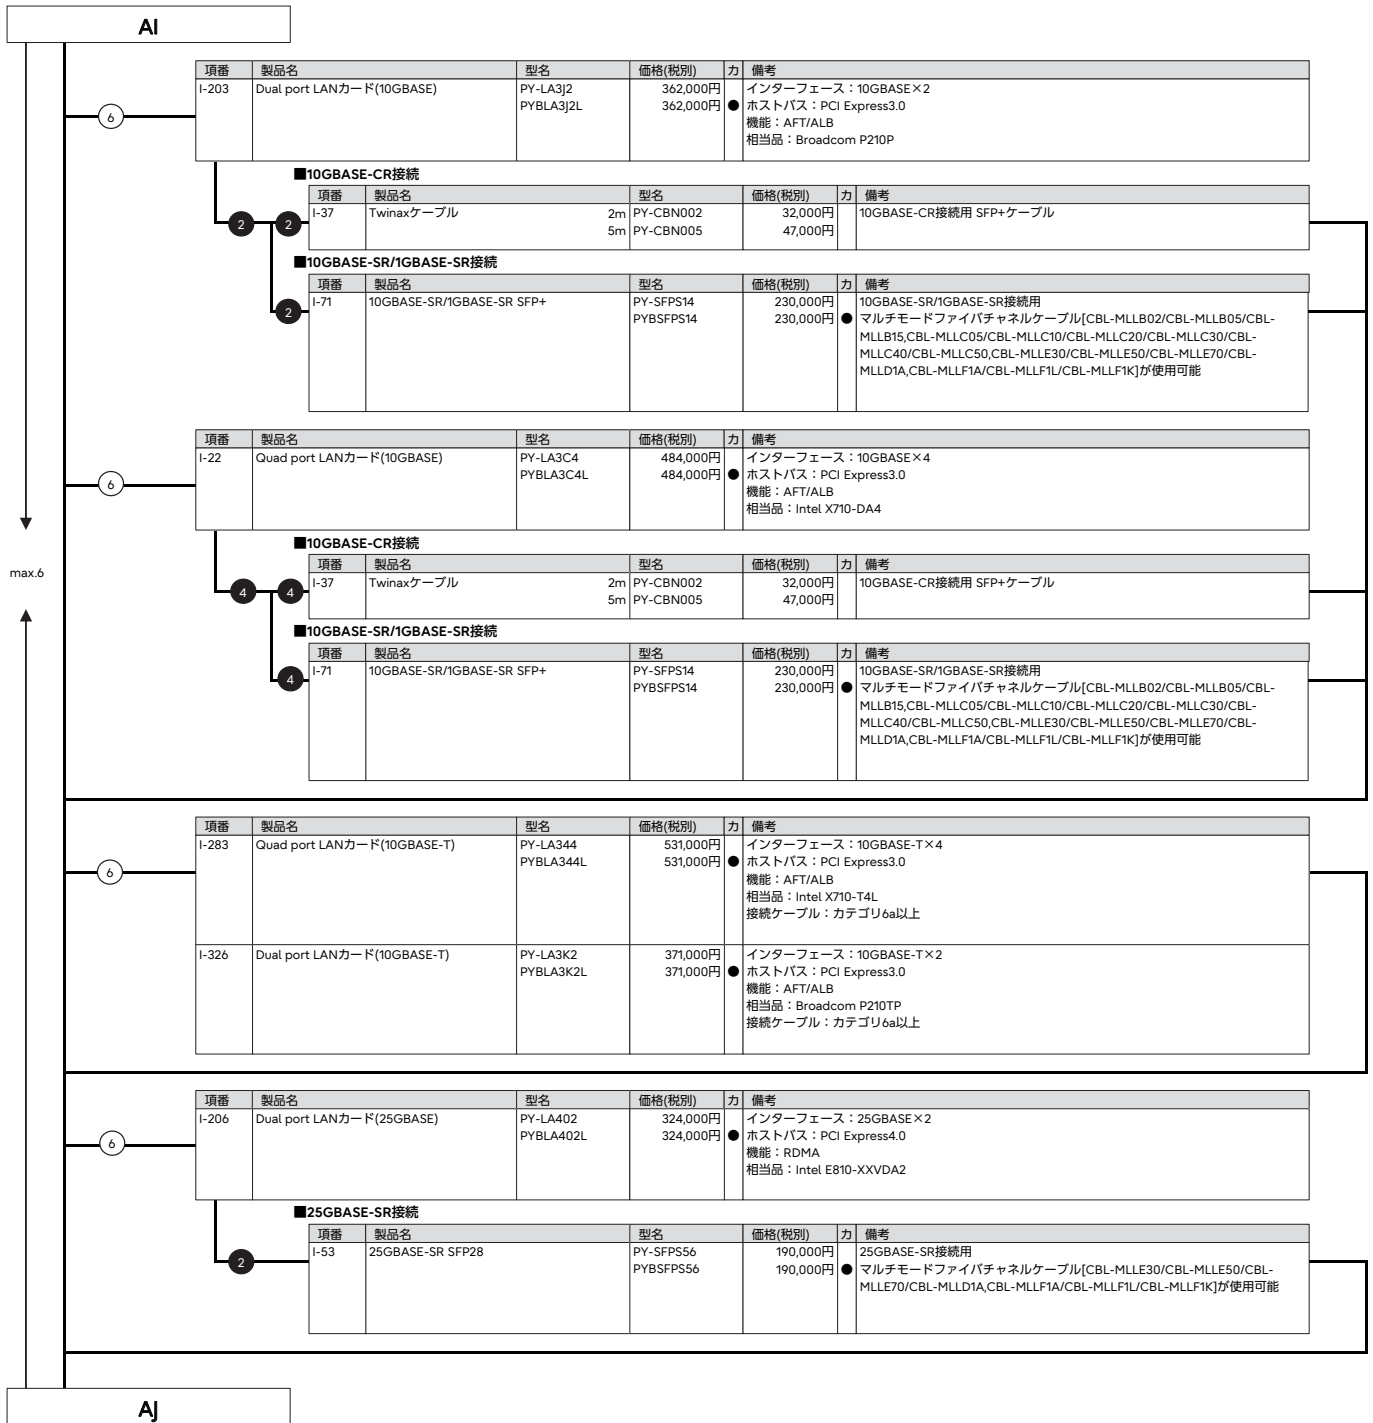 AI
項番 製品名 型名 価格(税別) カ 備考
I-203 Dual port LANカード(10GBASE) PY-LA3J2 362,000円 インターフェース：10GBASE×2
PYBLA3J2L 362,000円 ● ホストバス：PCI Express3.0
機能：AFT/ALB
相当品：Broadcom P210P
6
■10GBASE-CR接続
項番 製品名 型名 価格(税別) カ 備考
I-37 Twinaxケーブル 2m PY-CBN002 32,000円 10GBASE-CR接続用 SFP+ケーブル
5m PY-CBN005 47,000円
2 2
■10GBASE-SR/1GBASE-SR接続
項番 製品名 型名 価格(税別) カ 備考
I-71 10GBASE-SR/1GBASE-SR SFP+ PY-SFPS14 230,000円 10GBASE-SR/1GBASE-SR接続用
PYBSFPS14 230,000円 ● マルチモードファイバチャネルケーブル[CBL-MLLB02/CBL-MLLB05/CBL-
MLLB15,CBL-MLLC05/CBL-MLLC10/CBL-MLLC20/CBL-MLLC30/CBL-
MLLC40/CBL-MLLC50,CBL-MLLE30/CBL-MLLE50/CBL-MLLE70/CBL-
MLLD1A,CBL-MLLF1A/CBL-MLLF1L/CBL-MLLF1K]が使用可能
2
項番 製品名 型名 価格(税別) カ 備考
I-22 Quad port LANカード(10GBASE) PY-LA3C4 484,000円 インターフェース：10GBASE×4
PYBLA3C4L 484,000円 ● ホストバス：PCI Express3.0
機能：AFT/ALB
相当品：Intel X710-DA4
6
■10GBASE-CR接続
項番 製品名 型名 価格(税別) カ 備考
I-37 Twinaxケーブル 2m PY-CBN002 32,000円 10GBASE-CR接続用 SFP+ケーブル
5m PY-CBN005 47,000円
max.6
4 4
■10GBASE-SR/1GBASE-SR接続
項番 製品名 型名 価格(税別) カ 備考
I-71 10GBASE-SR/1GBASE-SR SFP+ PY-SFPS14 230,000円 10GBASE-SR/1GBASE-SR接続用
PYBSFPS14 230,000円 ● マルチモードファイバチャネルケーブル[CBL-MLLB02/CBL-MLLB05/CBL-
MLLB15,CBL-MLLC05/CBL-MLLC10/CBL-MLLC20/CBL-MLLC30/CBL-
MLLC40/CBL-MLLC50,CBL-MLLE30/CBL-MLLE50/CBL-MLLE70/CBL-
MLLD1A,CBL-MLLF1A/CBL-MLLF1L/CBL-MLLF1K]が使用可能
4
項番 製品名 型名 価格(税別) カ 備考
I-283 Quad port LANカード(10GBASE-T) PY-LA344 531,000円 インターフェース：10GBASE-T×4
PYBLA344L 531,000円 ● ホストバス：PCI Express3.0
機能：AFT/ALB
相当品：Intel X710-T4L
接続ケーブル：カテゴリ6a以上
6
I-326 Dual port LANカード(10GBASE-T) PY-LA3K2 371,000円 インターフェース：10GBASE-T×2
PYBLA3K2L 371,000円 ● ホストバス：PCI Express3.0
機能：AFT/ALB
相当品：Broadcom P210TP
接続ケーブル：カテゴリ6a以上
項番 製品名 型名 価格(税別) カ 備考
I-206 Dual port LANカード(25GBASE) PY-LA402 324,000円 インターフェース：25GBASE×2
PYBLA402L 324,000円 ● ホストバス：PCI Express4.0
機能：RDMA
相当品：Intel E810-XXVDA2
6
■25GBASE-SR接続
項番 製品名 型名 価格(税別) カ 備考
I-53 25GBASE-SR SFP28 PY-SFPS56 190,000円 25GBASE-SR接続用
PYBSFPS56 190,000円 ● マルチモードファイバチャネルケーブル[CBL-MLLE30/CBL-MLLE50/CBL-
MLLE70/CBL-MLLD1A,CBL-MLLF1A/CBL-MLLF1L/CBL-MLLF1K]が使用可能
2
AJ